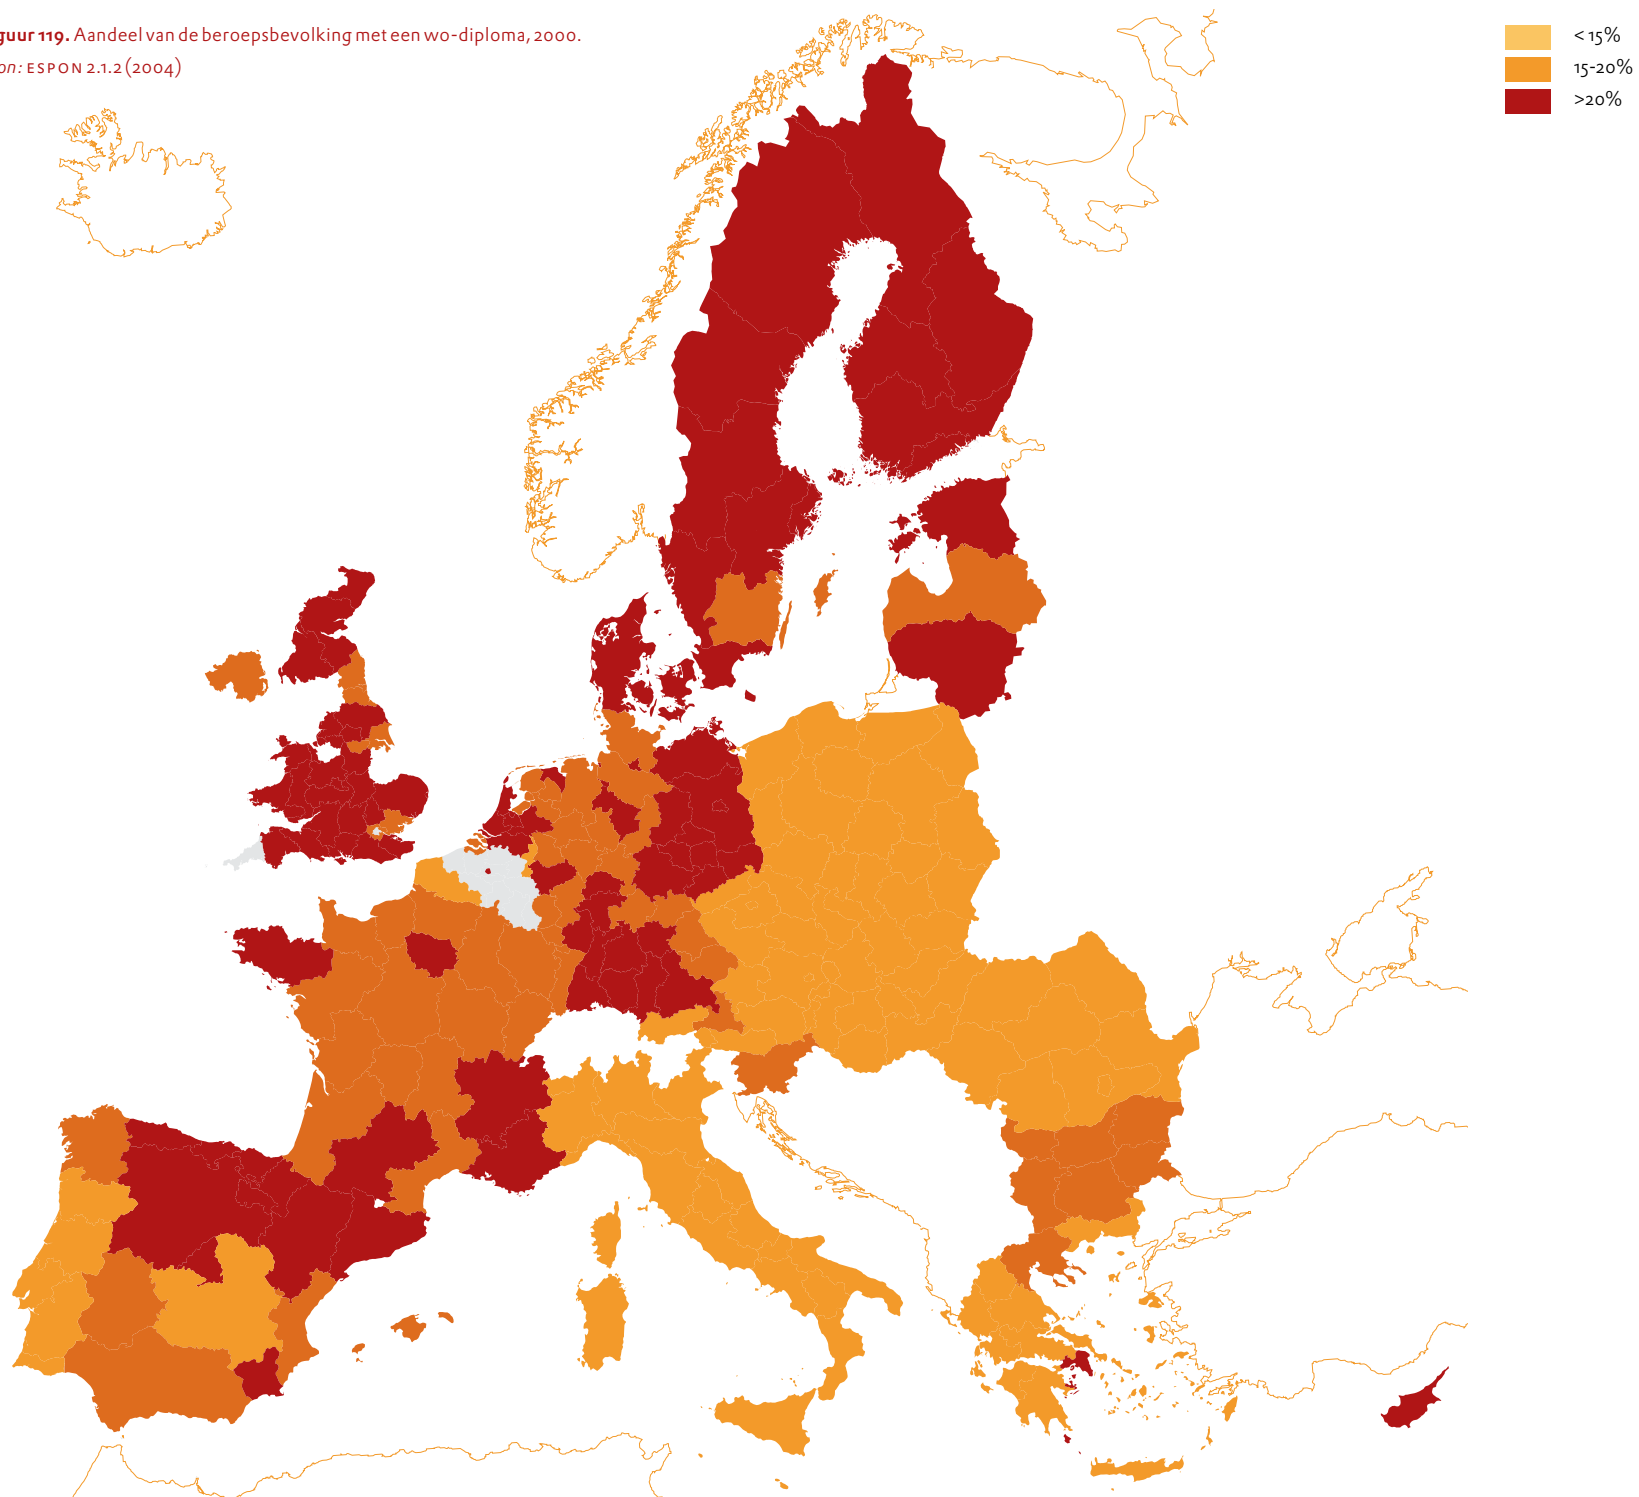 guur 119. Aandeel van de beroepsbevolking met een wo-diploma, 2000.
on: ESPON 2.1.2 (2004)
<15%
15-20%
>20%